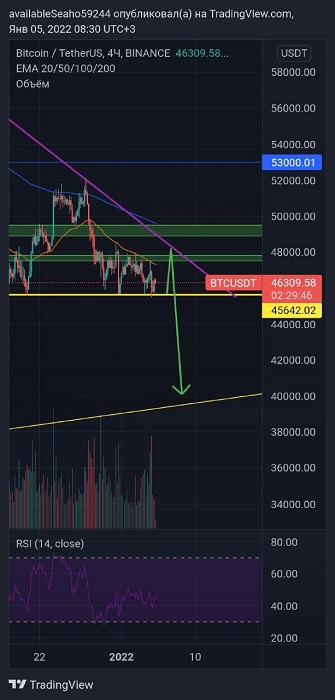 availableSeaho59244 опубликовал(а) на TradingView.com,
Янв 05, 2022 08:30 UTC+3
Bitcoin / TetherUS, 4Ч, BINANCE 46309.58...
USDT
EMA 20/50/100/200
Объём
58000.00
56000.00
54000.00
53000.01
52000.00
50000.00
48000.00
BTCUSDT 46309.58
02:29:46
45642.02
44000.00
42000.00
40000.00
38000.00
36000.00
34000.00
RSI (14, close)
80.00
60.00
40.00
20.00
22 2022 10
TradingView